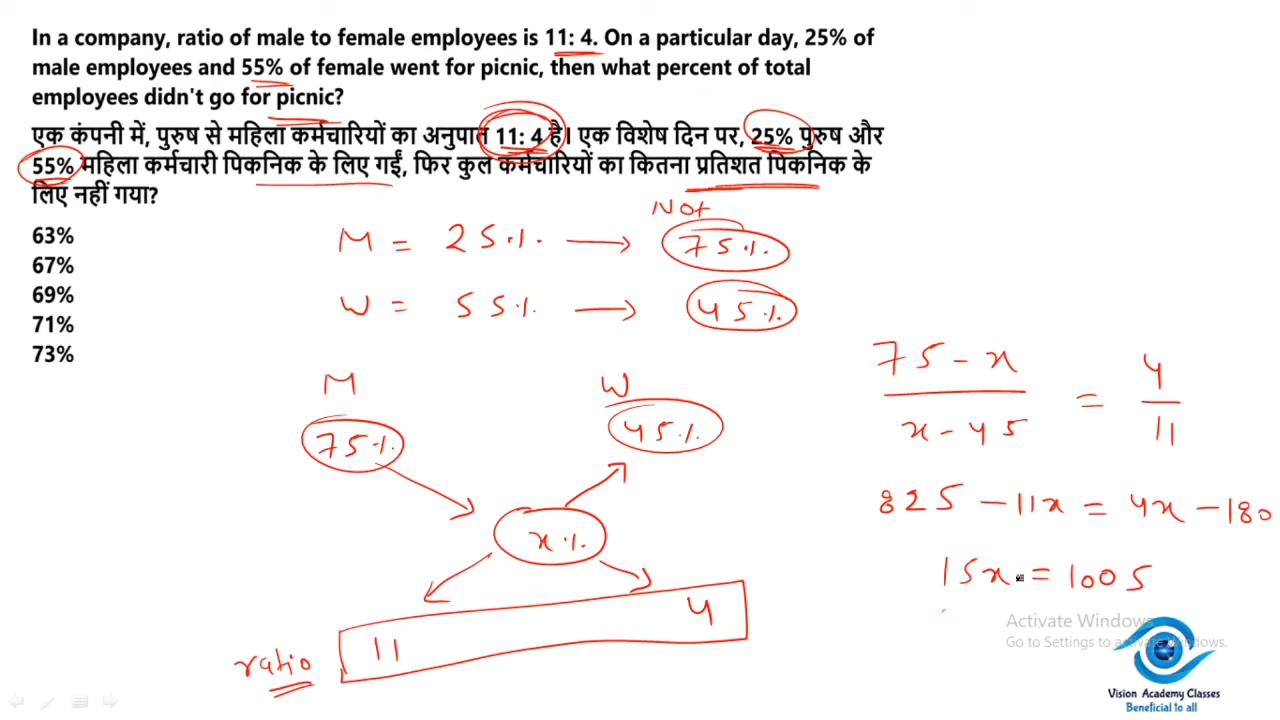 In a company, ratio of male to female employees is 11: 4. On a particular day, 25% of
male employees and 55% of female went for picnic, then what percent of total
employees didn't go for picnic?
एक कंपनी में, पुरुष से महिला कर्मचारियों का अनुपात 11: 4 है। एक विशेष दिन पर, 25% पुरुष और
55% महिला कर्मचारी पिकनिक के लिए गईं, फिर कुल कर्मचारियों का कितना प्रतिशत पिकनिक के
लिए नहीं गया?
63%
67%
69%
71%
73%
Not
M = 25% → 75%
W = 55% → 45%
M W
75% 45%
x%
11 4
ratio
75 - x / x - 45 = 4 / 11
825 - 11x = 4x - 180
15x = 1005
Activate Windows
Go to Settings to activate Windows.
Vision Academy Classes
Beneficial to all